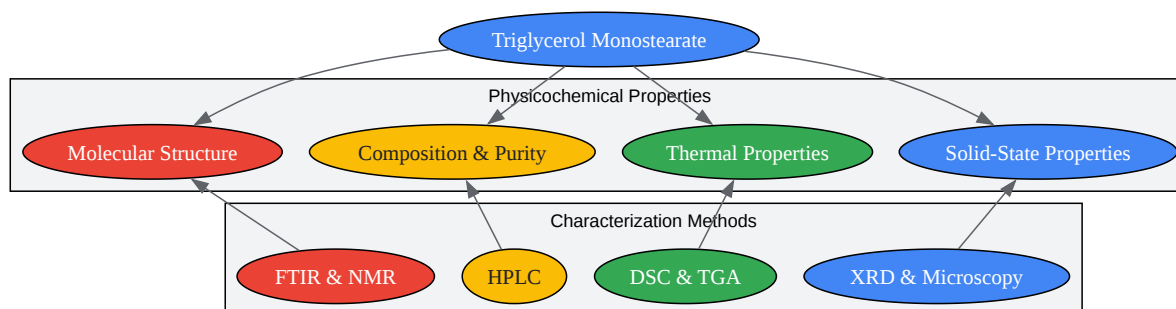 Triglycerol Monostearate
Physicochemical Properties
Molecular Structure
Composition & Purity
Thermal Properties
Solid-State Properties
Characterization Methods
FTIR & NMR
HPLC
DSC & TGA
XRD & Microscopy